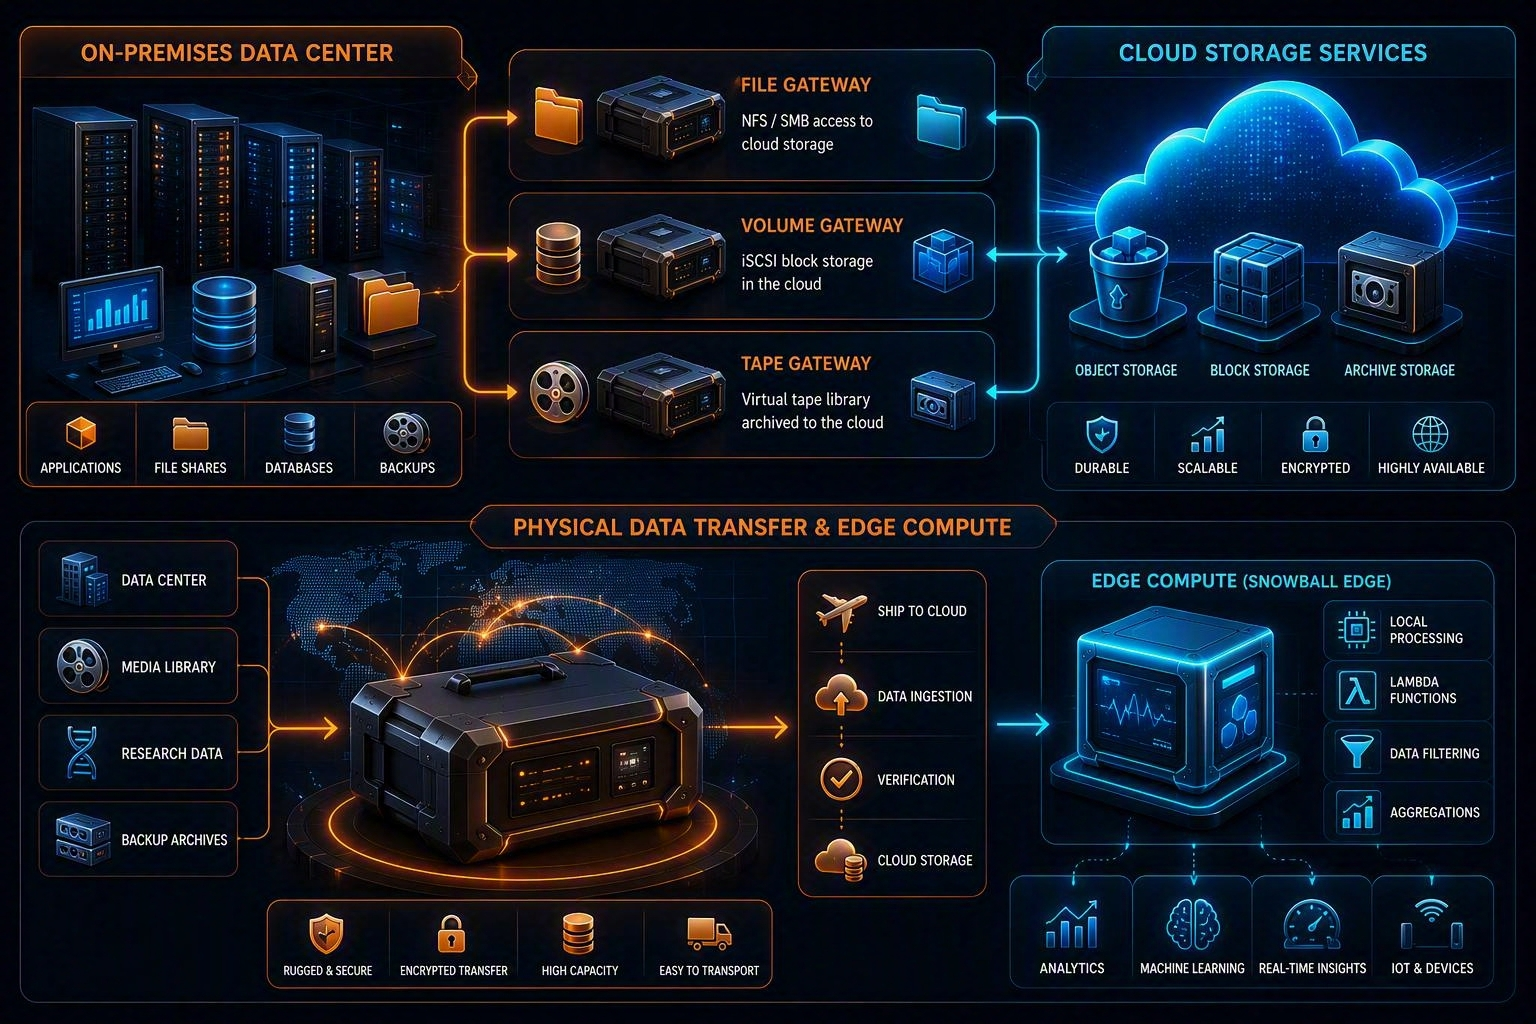 ON-PREMISES DATA CENTER
APPLICATIONS
FILE SHARES
DATABASES
BACKUPS
FILE GATEWAY
NFS / SMB access to
cloud storage
VOLUME GATEWAY
iSCSI block storage
in the cloud
TAPE GATEWAY
Virtual tape library
archived to the cloud
CLOUD STORAGE SERVICES
OBJECT STORAGE
BLOCK STORAGE
ARCHIVE STORAGE
DURABLE
SCALABLE
ENCRYPTED
HIGHLY AVAILABLE
PHYSICAL DATA TRANSFER & EDGE COMPUTE
DATA CENTER
MEDIA LIBRARY
RESEARCH DATA
BACKUP ARCHIVES
RUGGED & SECURE
ENCRYPTED TRANSFER
HIGH CAPACITY
EASY TO TRANSPORT
SHIP TO CLOUD
DATA INGESTION
VERIFICATION
CLOUD STORAGE
EDGE COMPUTE (SNOWBALL EDGE)
LOCAL
PROCESSING
λ
LAMBDA
FUNCTIONS
DATA FILTERING
AGGREGATIONS
ANALYTICS
MACHINE LEARNING
REAL-TIME INSIGHTS
IOT & DEVICES